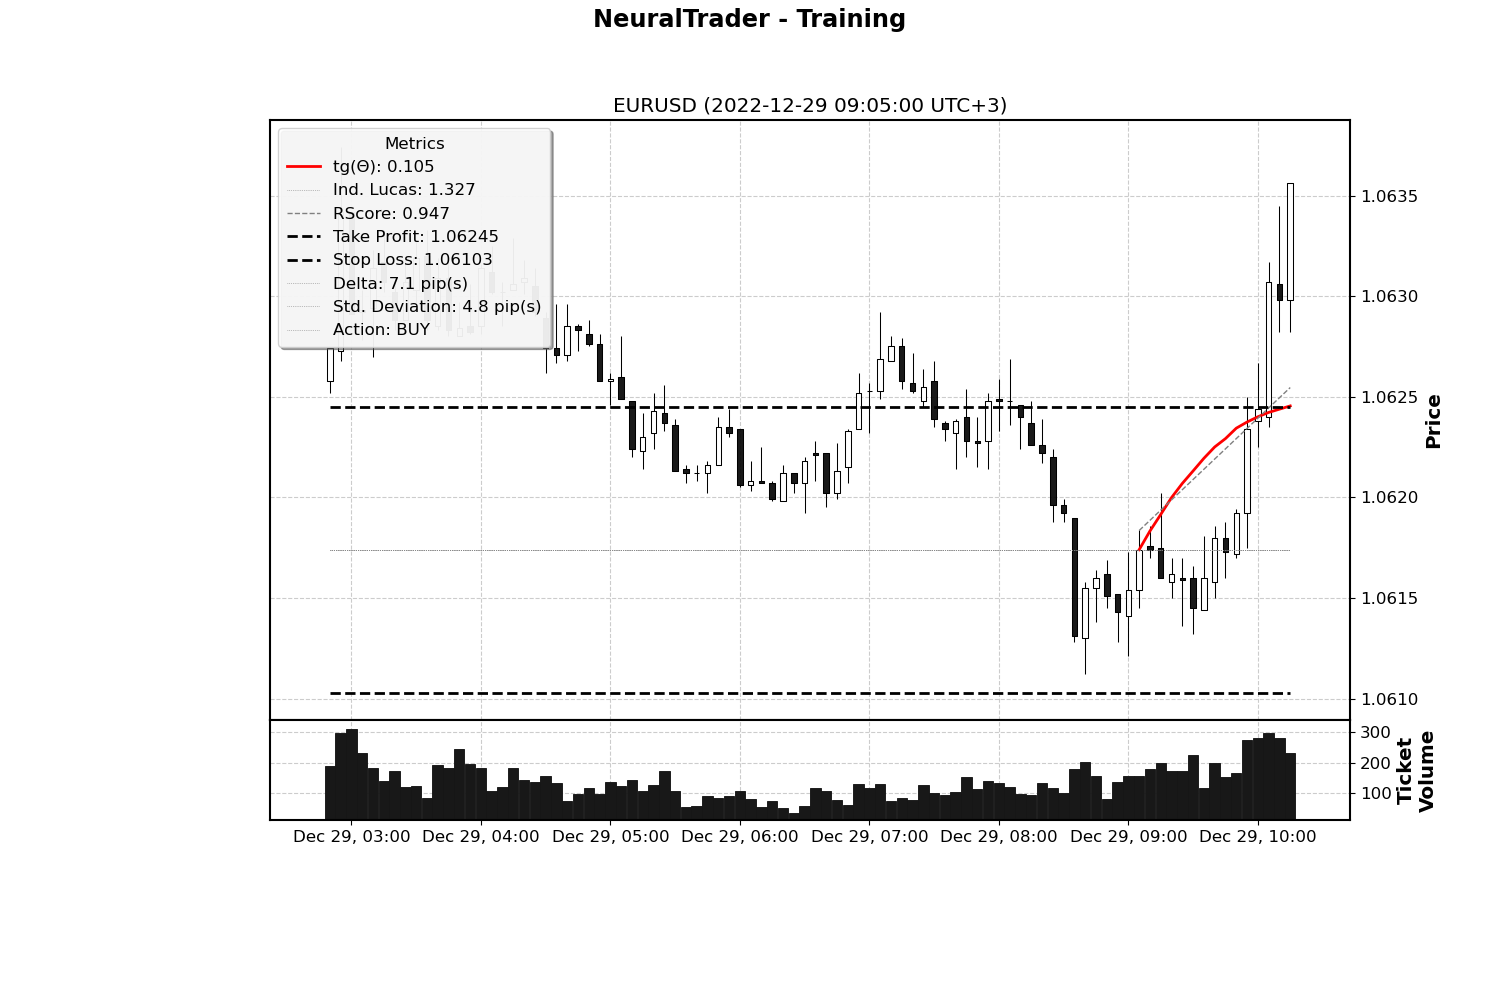 NeuralTrader - Training
EURUSD (2022-12-29 09:05:00 UTC+3)
Metrics
tg(Θ): 0.105
Ind. Lucas: 1.327
RScore: 0.947
Take Profit: 1.06245
Stop Loss: 1.06103
Delta: 7.1 pip(s)
Std. Deviation: 4.8 pip(s)
Action: BUY
1.0635
1.0630
1.0625
1.0620
1.0615
1.0610
Price
300
200
100
Ticket
Volume
Dec 29, 03:00 Dec 29, 04:00 Dec 29, 05:00 Dec 29, 06:00 Dec 29, 07:00 Dec 29, 08:00 Dec 29, 09:00 Dec 29, 10:00